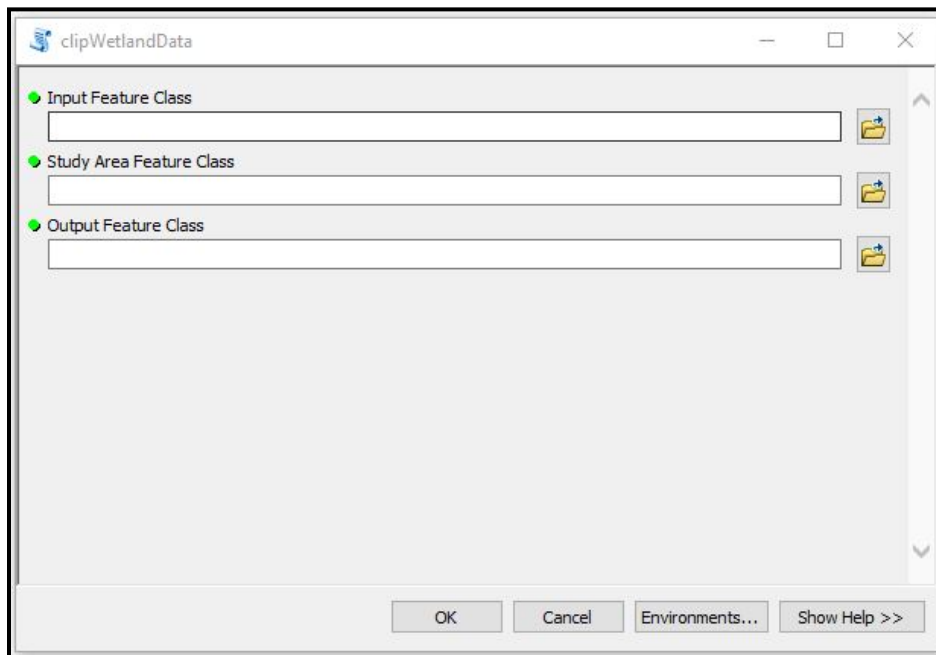 clipWetlandData
Input Feature Class
Study Area Feature Class
Output Feature Class
OK Cancel Environments... Show Help >>